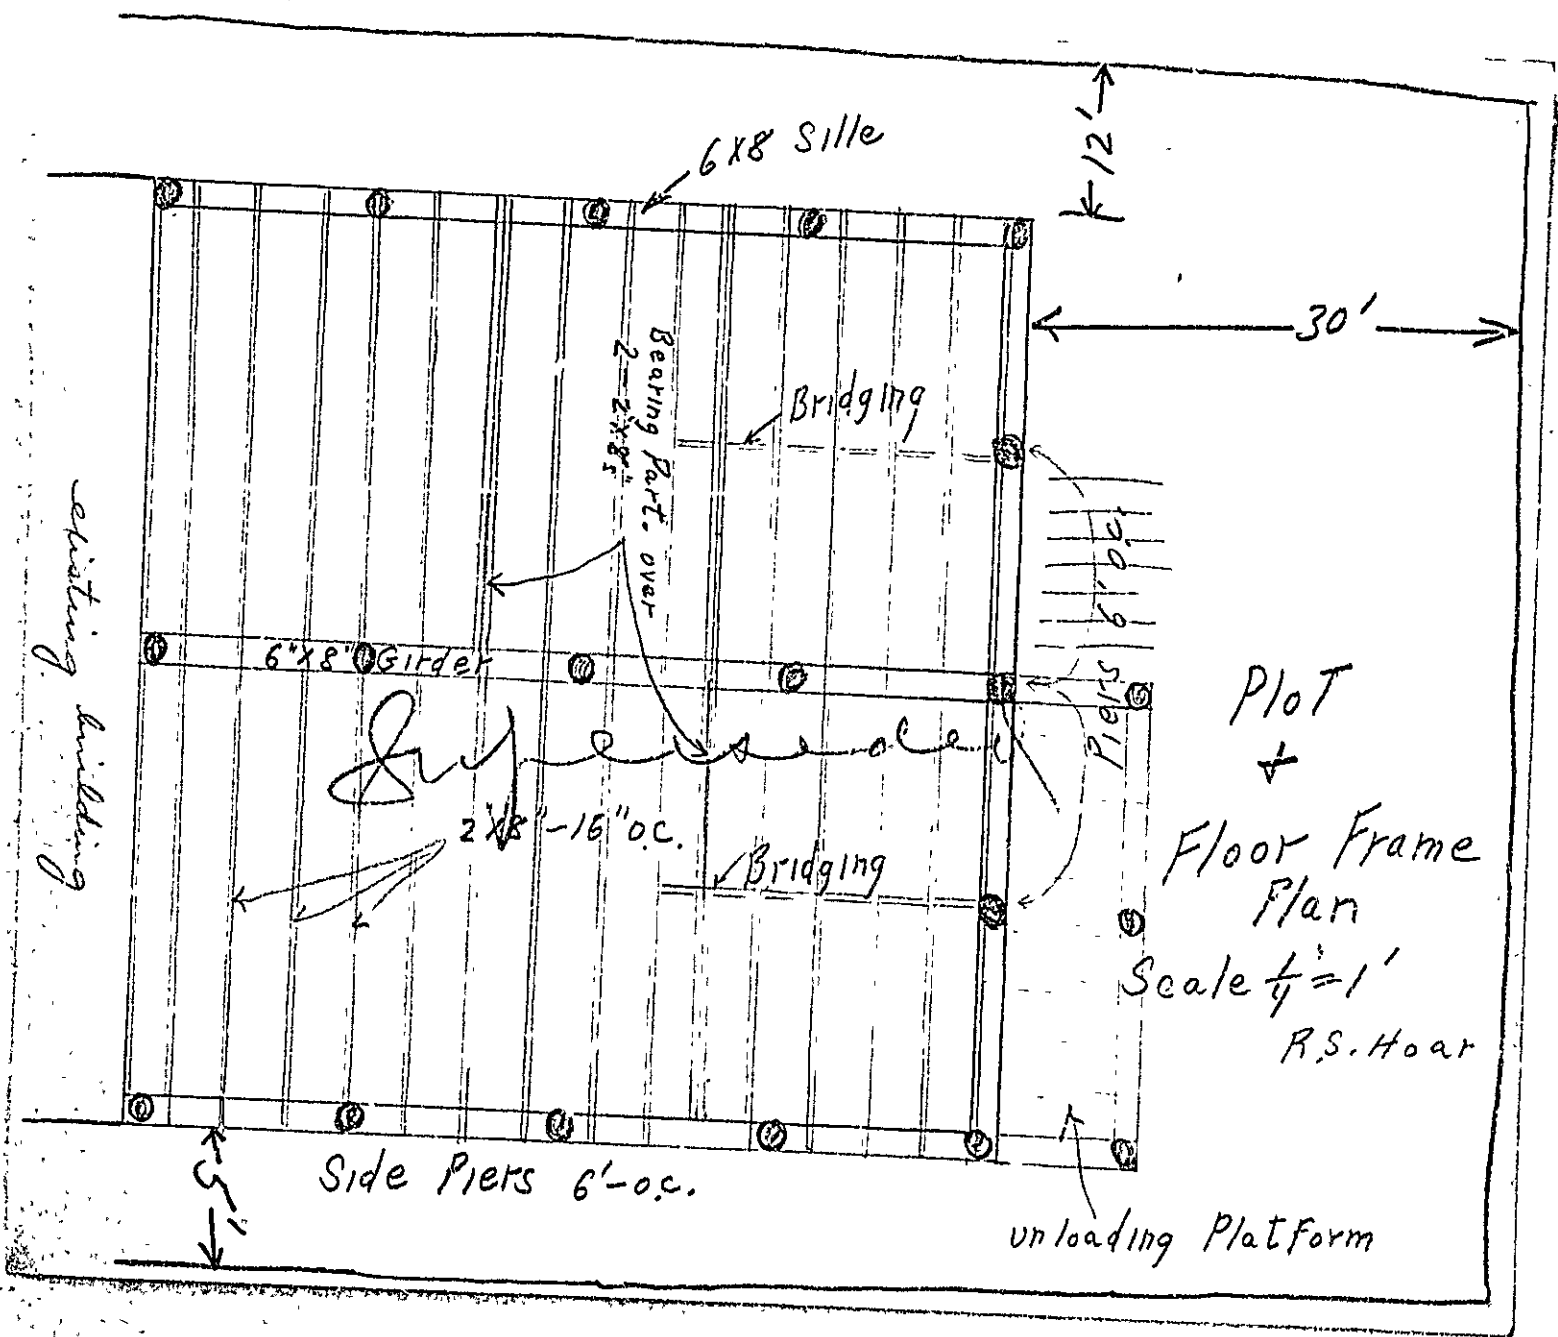 12'
6x8 Sille
30'
Bearing Part. over
2-2"x8"s
Bridging
Piers 6' o.c.
existing building
6"x8" Girder
Superseded
2"x8"-16"o.c.
Bridging
Plot
+
Floor Frame
Plan
Scale 1/4"=1'
R.S. Hoar
5'
Side Piers 6'-o.c.
unloading Platform